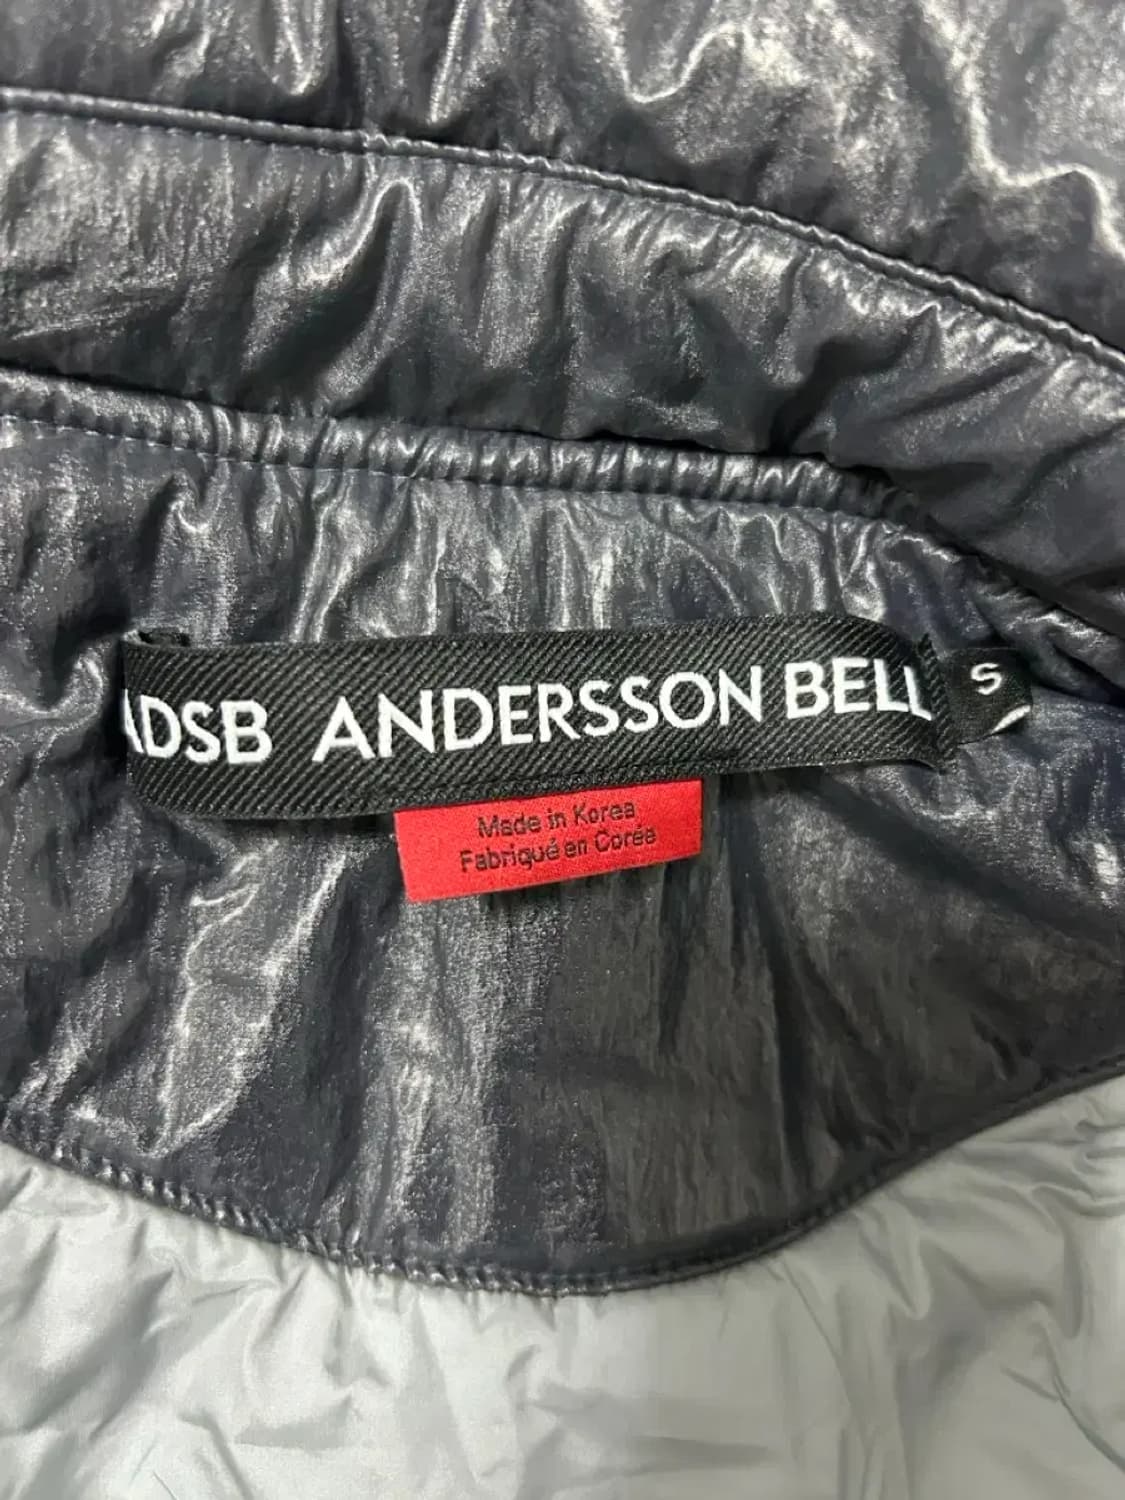 ADSB ANDERSSON BELL
S
Made in Korea
Fabriqué en Corée